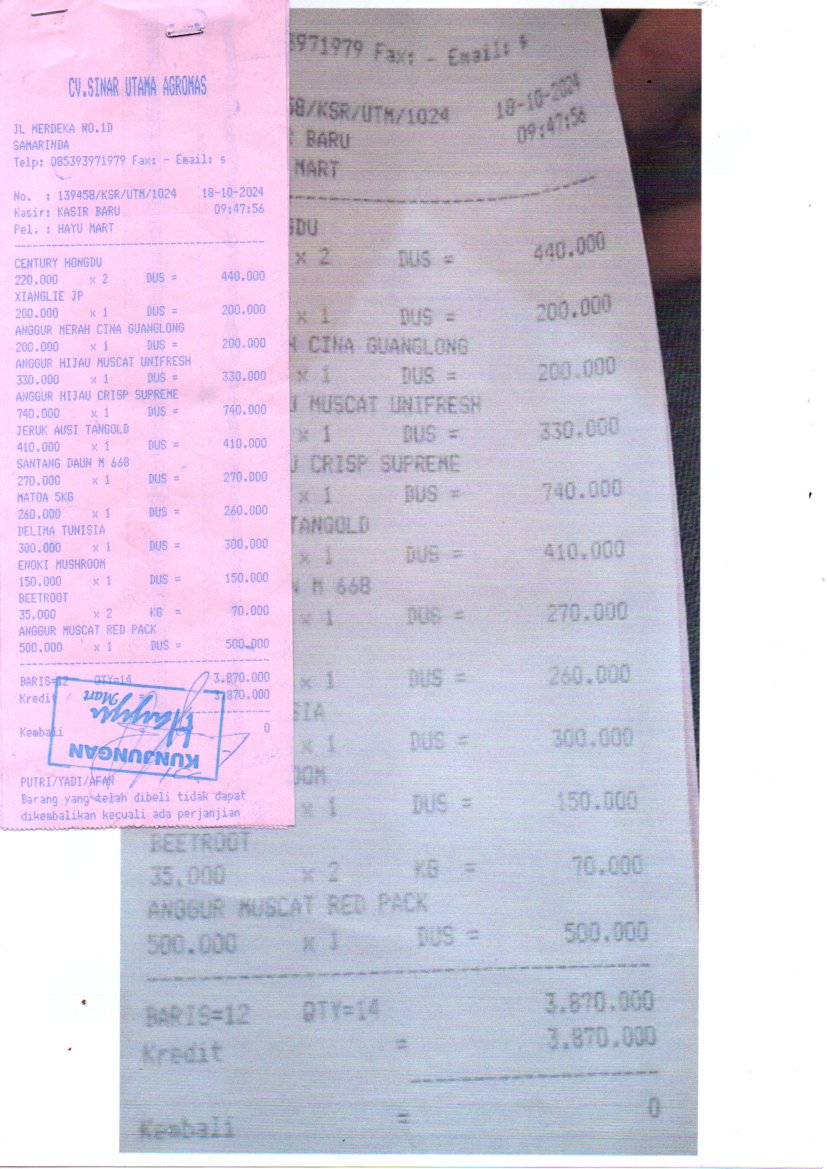 CV.SINAR UTAMA AGROMAS
JL MERDEKA NO.1D
SAMARINDA
Telp: 085393971979 Fax: - Email: s
No. : 139458/KSR/UTM/1024 18-10-2024
Kasir: KASIR BARU 09:47:56
Pel. : HAYU MART
CENTURY HONGDU
220.000 x 2 DUS = 440.000
XIANGLIE JP
200.000 x 1 DUS = 200.000
ANGGUR MERAH CINA GUANGLONG
200.000 x 1 DUS = 200.000
ANGGUR HIJAU MUSCAT UNIFRESH
330.000 x 1 DUS = 330.000
ANGGUR HIJAU CRISP SUPREME
740.000 x 1 DUS = 740.000
JERUK AUSI TANGOLD
410.000 x 1 DUS = 410.000
SANTANG DAUN M 668
270.000 x 1 DUS = 270.000
MATOA 5KG
260.000 x 1 DUS = 260.000
DELIMA TUNISIA
300.000 x 1 DUS = 300.000
ENOKI MUSHROOM
150.000 x 1 DUS = 150.000
BEETROOT
35.000 x 2 KG = 70.000
ANGGUR MUSCAT RED PACK
500.000 x 1 DUS = 500.000
BARIS=12 QTY=14 3.870.000
Kredit = 3.870.000
Kembali = 0
KUNJUNGAN
Mart
PUTRI/YADI/AFAN
Barang yang telah dibeli tidak dapat
dikembalikan kecuali ada perjanjian
5971979 Fax: - Email: s
58/KSR/UTM/1024 18-10-2024
BARU 09:47:56
MART
GDU
x 2 DUS = 440.000
x 1 DUS = 200.000
H CINA GUANGLONG
x 1 DUS = 200.000
U MUSCAT UNIFRESH
x 1 DUS = 330.000
U CRISP SUPREME
x 1 DUS = 740.000
TANGOLD
x 1 DUS = 410.000
N M 668
x 1 DUS = 270.000
x 1 DUS = 260.000
SIA
x 1 DUS = 300.000
OOM
x 1 DUS = 150.000
BEETROOT
35.000 x 2 KG = 70.000
ANGGUR MUSCAT RED PACK
500.000 x 1 DUS = 500.000
BARIS=12 QTY=14 3.870.000
Kredit = 3.870.000
Kembali = 0